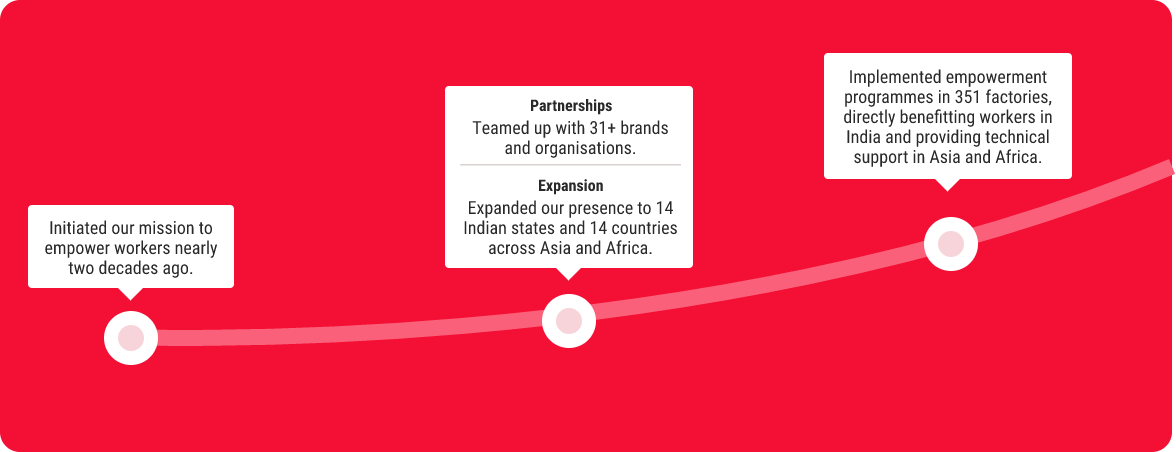 Initiated our mission to
empower workers nearly
two decades ago.
Partnerships
Teamed up with 31+ brands
and organisations.
Expansion
Expanded our presence to 14
Indian states and 14 countries
across Asia and Africa.
Implemented empowerment
programmes in 351 factories,
directly benefitting workers in
India and providing technical
support in Asia and Africa.